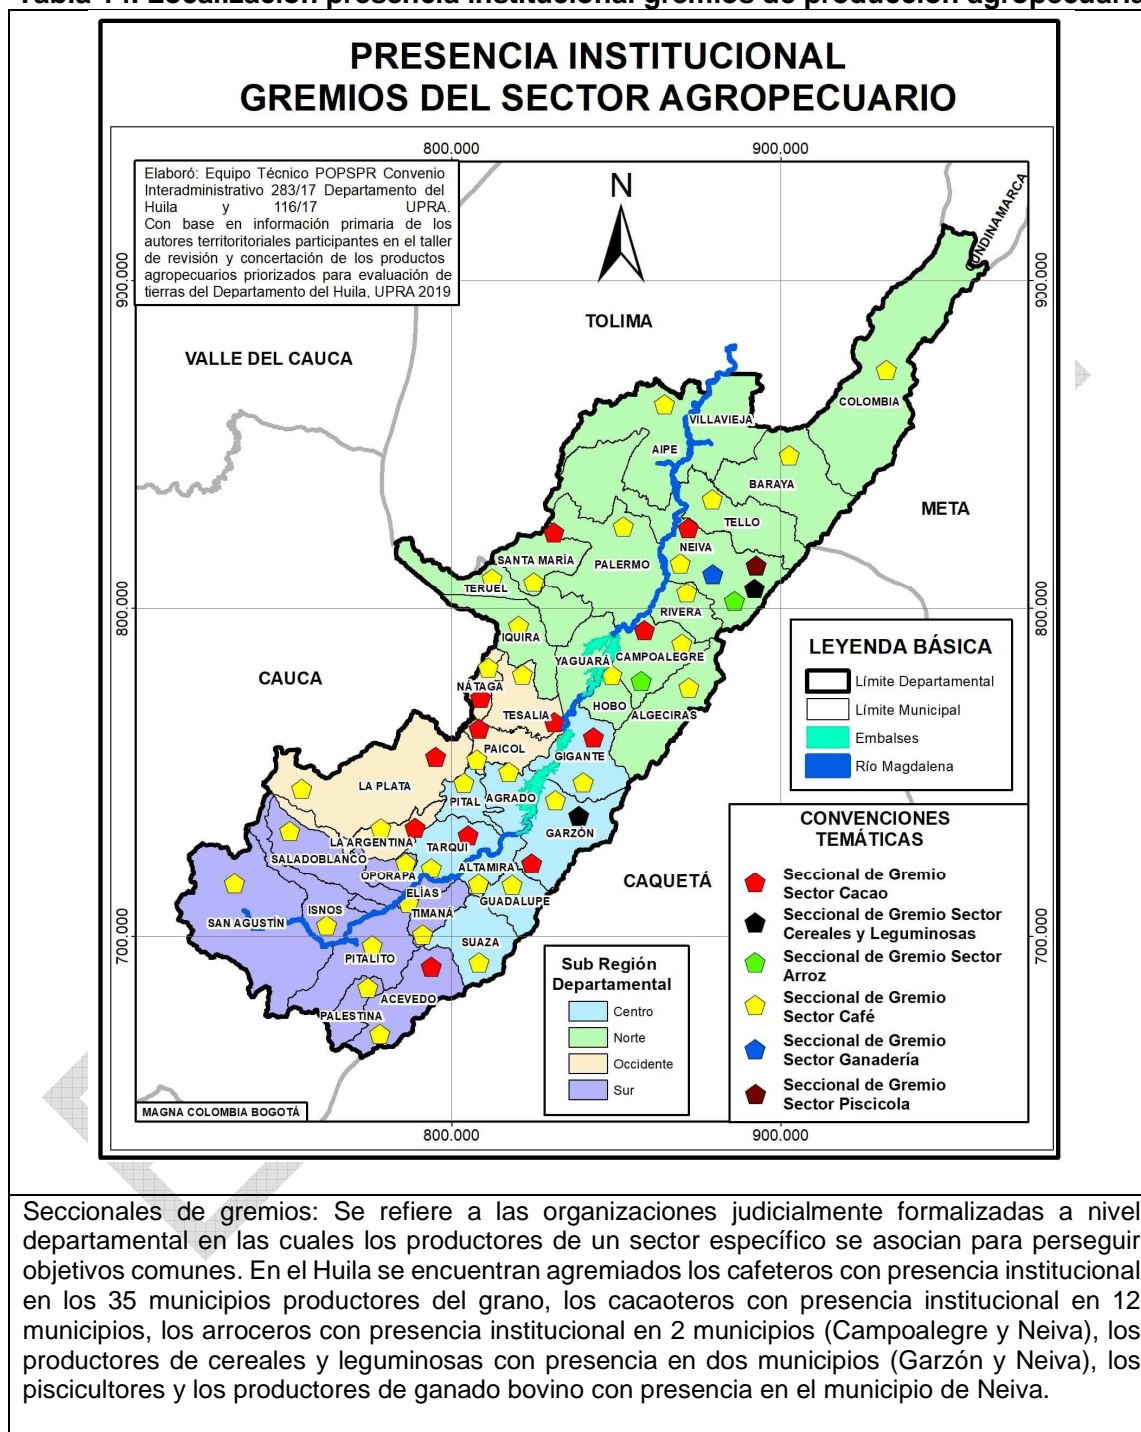 Tabla 14. Localización presencia institucional gremios de producción agropecuaria
PRESENCIA INSTITUCIONAL
GREMIOS DEL SECTOR AGROPECUARIO
800.000
900.000
Elaboró: Equipo Técnico POPSPR Convenio
Interadministrativo 283/17 Departamento del
Huila y 116/17 UPRA.
Con base en información primaria de los
autores territoritoriales participantes en el taller
de revisión y concertación de los productos
agropecuarios priorizados para evaluación de
tierras del Departamento del Huila, UPRA 2019
N
CUNDINAMARCA
900.000
900.000
TOLIMA
VALLE DEL CAUCA
COLOMBIA
VILLAVIEJA
AIPE
BARAYA
META
TELLO
NEIVA
SANTA MARÍA
PALERMO
TERUEL
RIVERA
800.000
800.000
IQUIRA
YAGUARÁ
CAMPOALEGRE
CAUCA
NÁTAGA
HOBO
ALGECIRAS
TESALIA
PAICOL
GIGANTE
LA PLATA
PITAL
AGRADO
GARZÓN
LA ARGENTINA
TARQUI
SALADOBLANCO
ALTAMIRA
OPORAPA
CAQUETÁ
ELÍAS
GUADALUPE
ISNOS
TIMANÁ
SAN AGUSTÍN
SUAZA
PITALITO
700.000
700.000
ACEVEDO
PALESTINA
LEYENDA BÁSICA
Límite Departamental
Límite Municipal
Embalses
Río Magdalena
CONVENCIONES
TEMÁTICAS
Seccional de Gremio
Sector Cacao
Seccional de Gremio Sector
Cereales y Leguminosas
Seccional de Gremio Sector
Arroz
Seccional de Gremio
Sector Café
Seccional de Gremio
Sector Ganadería
Seccional de Gremio
Sector Piscicola
Sub Región
Departamental
Centro
Norte
Occidente
Sur
MAGNA COLOMBIA BOGOTÁ
800.000
900.000
Seccionales de gremios: Se refiere a las organizaciones judicialmente formalizadas a nivel
departamental en las cuales los productores de un sector específico se asocian para perseguir
objetivos comunes. En el Huila se encuentran agremiados los cafeteros con presencia institucional
en los 35 municipios productores del grano, los cacaoteros con presencia institucional en 12
municipios, los arroceros con presencia institucional en 2 municipios (Campoalegre y Neiva), los
productores de cereales y leguminosas con presencia en dos municipios (Garzón y Neiva), los
piscicultores y los productores de ganado bovino con presencia en el municipio de Neiva.